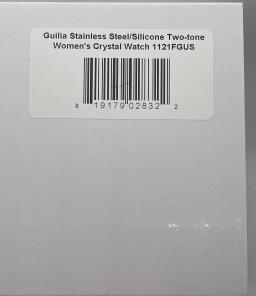 Guilia Stainless Steel/Silicone Two-tone
Women's Crystal Watch 1121FGUS
8 19179 02832 2